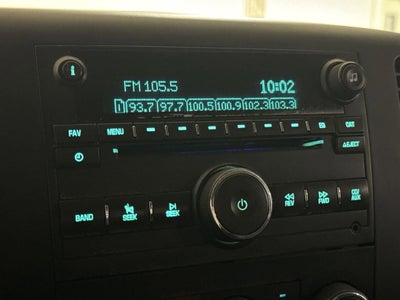 FM 105.5 10:02
1 93.7 97.7 100.5 100.9 102.3 103.3
FAV MENU EQ CAT
EJECT
BAND SEEK SEEK REV FWD CD/AUX